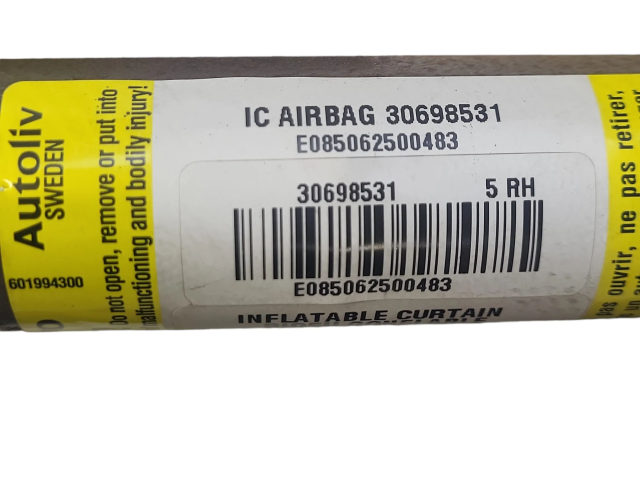 Autoliv
SWEDEN
601994300
Do not open, remove or put into
malfunctioning and bodily injury!
IC AIRBAG 30698531
E085062500483
30698531 5 RH
E085062500483
INFLATABLE CURTAIN
pas ouvrir, ne pas retirer,